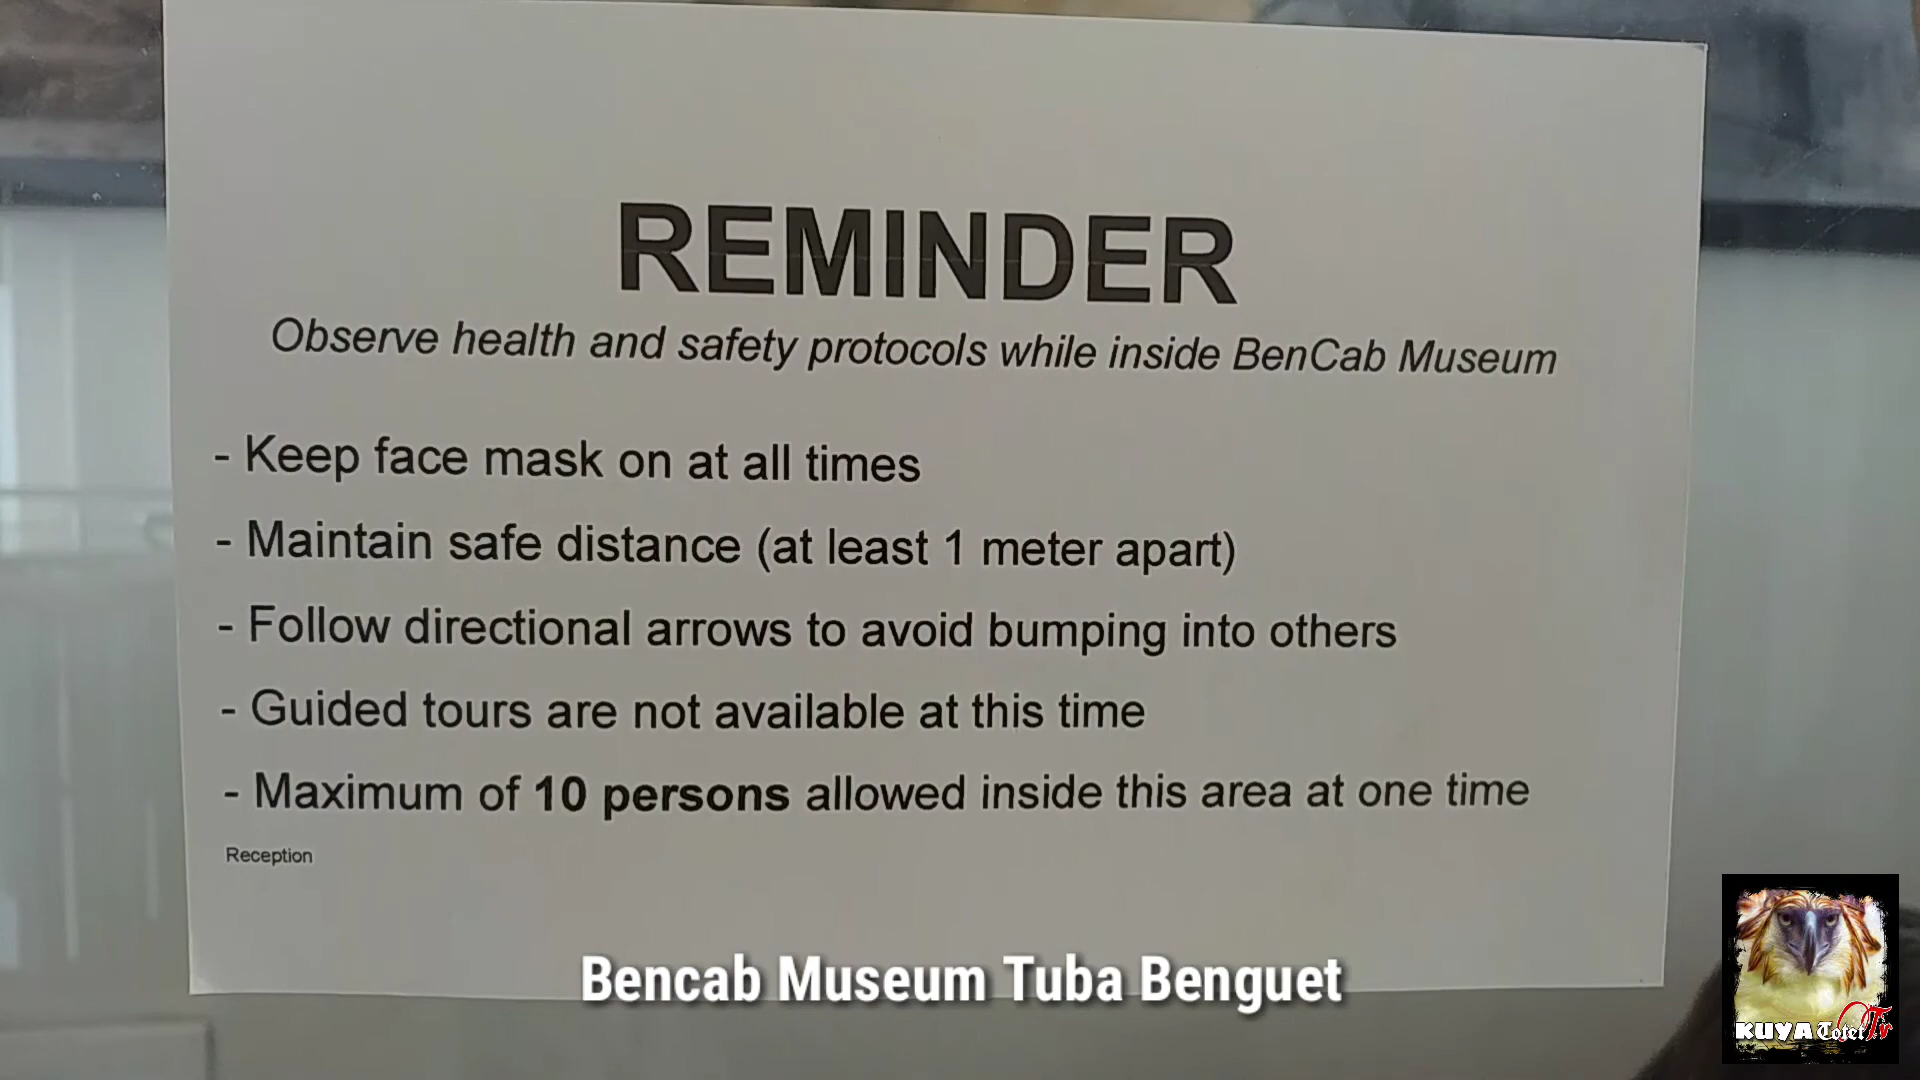 REMINDER
Observe health and safety protocols while inside BenCab Museum
- Keep face mask on at all times
- Maintain safe distance (at least 1 meter apart)
- Follow directional arrows to avoid bumping into others
- Guided tours are not available at this time
- Maximum of 10 persons allowed inside this area at one time
Reception
Bencab Museum Tuba Benguet
KUYA Totet Tv